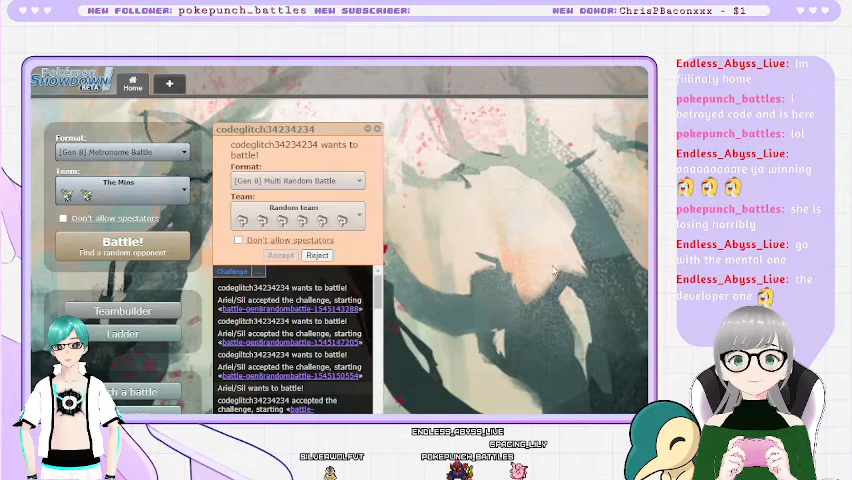 NEW FOLLOWER: pokepunch_battles NEW SUBSCRIBER:
NEW DONOR: ChrisPBaconxxx - $1
Pokémon
SHOWDOWN!
BETA
Home
+
Format:
[Gen 8] Metronome Battle
Team:
The Mins
Don't allow spectators
Battle!
Find a random opponent
Teambuilder
Ladder
h a battle
codeglitch34234234
codeglitch34234234 wants to
battle!
Format:
[Gen 8] Multi Random Battle
Team:
Random team
Don't allow spectators
Accept
Reject
Challenge
...
codeglitch34234234 wants to battle!
Ariel/Sil accepted the challenge, starting
«battle-gen8randombattle-1545143288»
codeglitch34234234 wants to battle!
Ariel/Sil accepted the challenge, starting
«battle-gen8randombattle-1545147205»
codeglitch34234234 wants to battle!
Ariel/Sil accepted the challenge, starting
«battle-gen8randombattle-1545150554»
Ariel/Sil wants to battle!
codeglitch34234234 accepted the
challenge, starting «battle-
Endless_Abyss_Live: Im
fiiiinaly home
pokepunch_battles: i
betrayed code and is here
pokepunch_battles: lol
Endless_Abyss_Live:
aaaaaaaare ya winning
pokepunch_battles: she is
losing horribly
Endless_Abyss_Live: go
with the mental one
Endless_Abyss_Live: the
developer one
ENDLESS_ABYSS_LIVE
SPACING_LILY
SILVERWOLFVT
POKEPUNCH_BATTLES